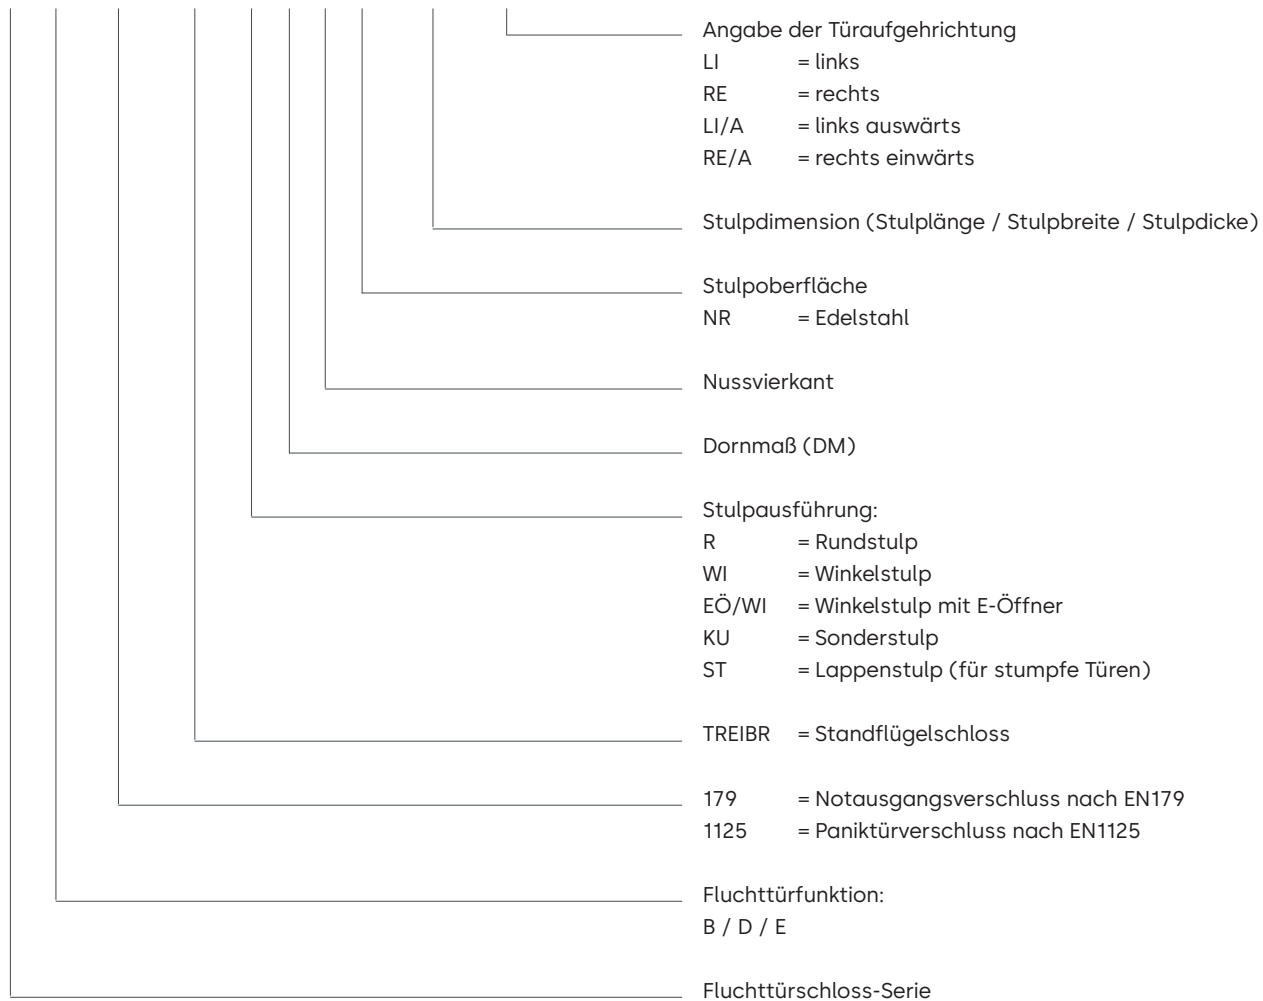 Angabe der Türaufgehrichtung
LI = links
RE = rechts
LI/A = links auswärts
RE/A = rechts einwärts
Stulpdimension (Stulplänge / Stulpbreite / Stulpdicke)
Stulpoberfläche
NR = Edelstahl
Nussvierkant
Dornmaß (DM)
Stulpausführung:
R = Rundstulp
WI = Winkelstulp
EÖ/WI = Winkelstulp mit E-Öffner
KU = Sonderstulp
ST = Lappenstulp (für stumpfe Türen)
TREIBR = Standflügelschloss
179 = Notausgangsverschluss nach EN179
1125 = Paniktürverschluss nach EN1125
Fluchttürfunktion:
B / D / E
Fluchttürschloss-Serie